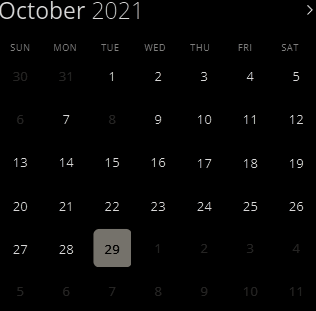 October 2021
SUN MON TUE WED THU FRI SAT
30 31 1 2 3 4 5
6 7 8 9 10 11 12
13 14 15 16 17 18 19
20 21 22 23 24 25 26
27 28 29 1 2 3 4
5 6 7 8 9 10 11